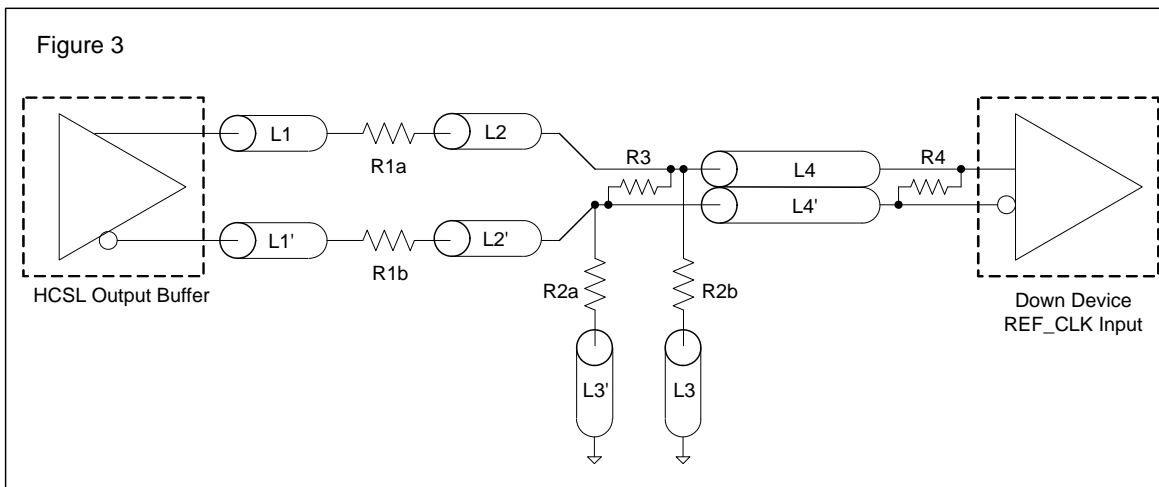 Figure 3
L1
R1a
L2
R3
L4
R4
L4'
L1'
R1b
L2'
HCSL Output Buffer
R2a
R2b
Down Device
REF_CLK Input
L3'
L3